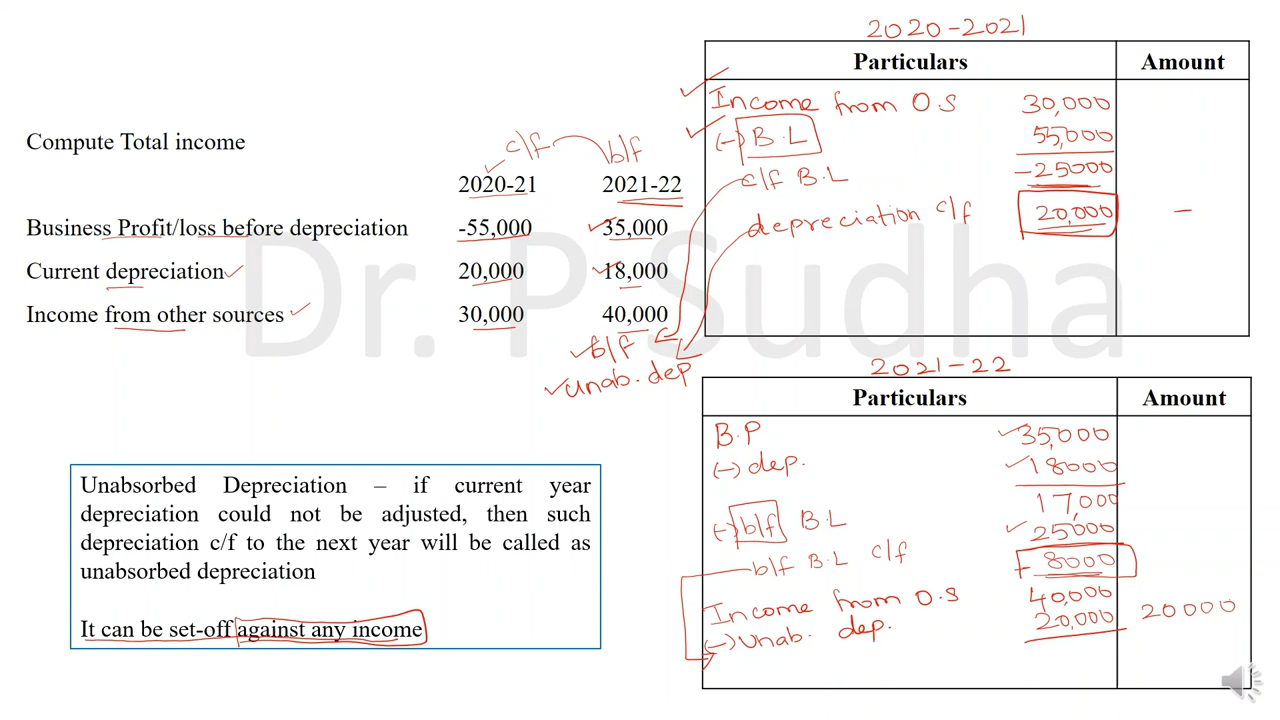 Compute Total income
c/f b/f
2020-21 2021-22
Business Profit/loss before depreciation -55,000 35,000
Current depreciation 20,000 18,000
Income from other sources 30,000 40,000
b/f
unab. dep
Unabsorbed Depreciation – if current year
depreciation could not be adjusted, then such
depreciation c/f to the next year will be called as
unabsorbed depreciation
It can be set-off against any income
2020-2021
Particulars Amount
Income from O.S 30,000
(-) B.L 55,000
c/f B.L -25000
depreciation c/f 20,000 -
2021-22
Particulars Amount
B.P 35,000
(-) dep. 18000
17,000
(-) b/f B.L 25000
b/f B.L c/f - 8000
Income from O.S 40,000
(-) Unab. dep. 20,000 20000
Dr. P Sudha